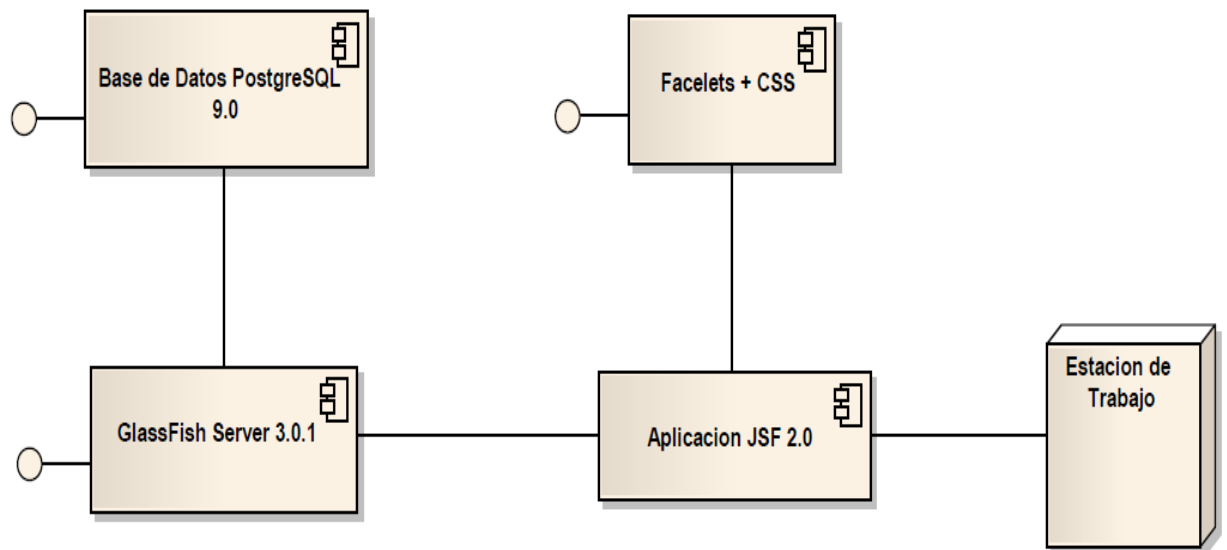 Base de Datos PostgreSQL
9.0
Facelets + CSS
GlassFish Server 3.0.1
Aplicacion JSF 2.0
Estacion de
Trabajo